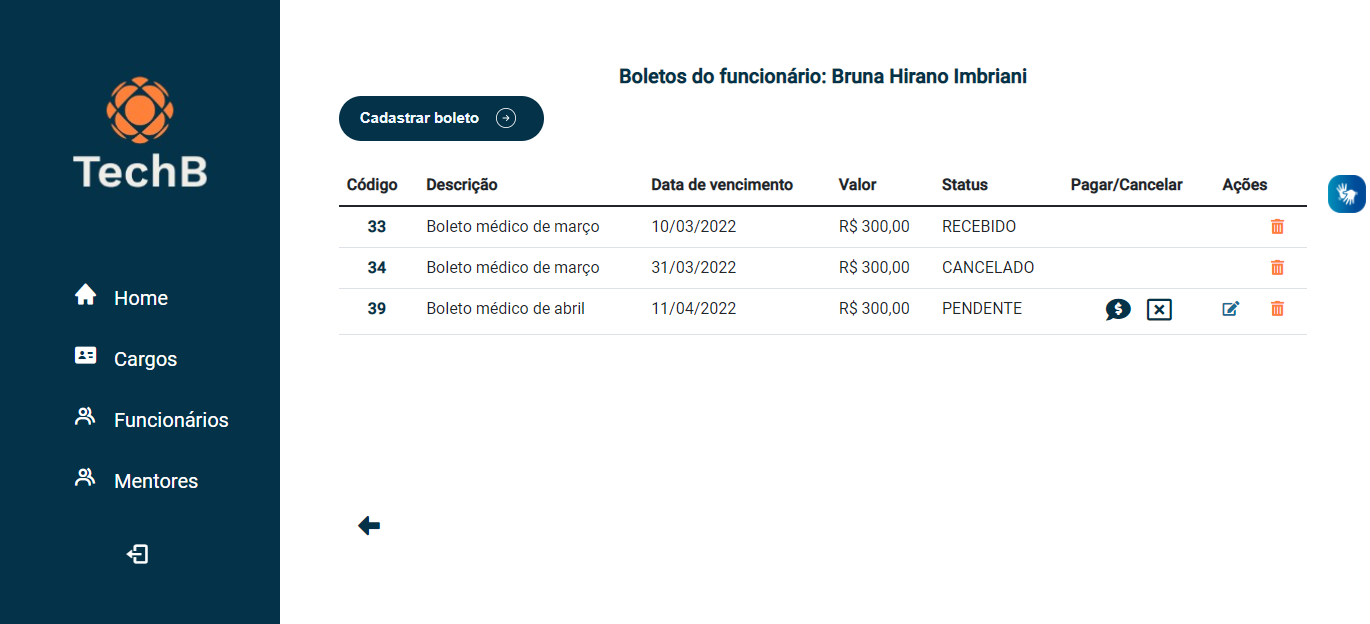 TechB
Home
Cargos
Funcionários
Mentores
Boletos do funcionário: Bruna Hirano Imbriani
Cadastrar boleto
Código Descrição Data de vencimento Valor Status Pagar/Cancelar Ações
33 Boleto médico de março 10/03/2022 R$ 300,00 RECEBIDO
34 Boleto médico de março 31/03/2022 R$ 300,00 CANCELADO
39 Boleto médico de abril 11/04/2022 R$ 300,00 PENDENTE